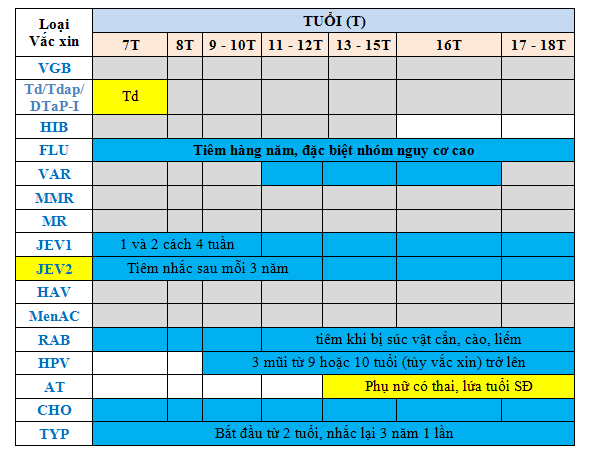 Loại
Vắc xin
TUỔI (T)
7T 8T 9 - 10T 11 - 12T 13 - 15T 16T 17 - 18T
VGB
Td/Tdap/
DTaP-I
Td
HIB
FLU Tiêm hàng năm, đặc biệt nhóm nguy cơ cao
VAR
MMR
MR
JEV1 1 và 2 cách 4 tuần
JEV2 Tiêm nhắc sau mỗi 3 năm
HAV
MenAC
RAB tiêm khi bị súc vật cắn, cào, liếm
HPV 3 mũi từ 9 hoặc 10 tuổi (tùy vắc xin) trở lên
AT Phụ nữ có thai, lứa tuổi SĐ
CHO
TYP Bắt đầu từ 2 tuổi, nhắc lại 3 năm 1 lần